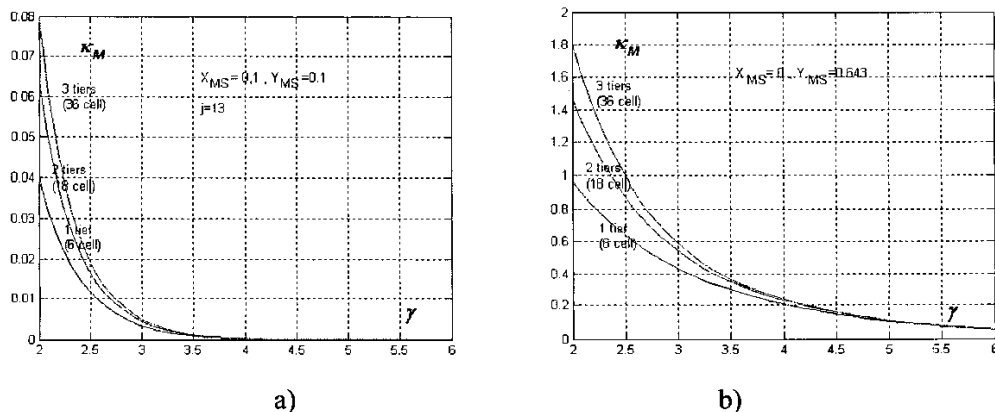 0.08
0.07
0.06
0.05
0.04
0.03
0.02
0.01
0
κM
XMS= 0,1 , YMS=0.1
j=13
3 tiers
(36 cell)
2 tiers
(18 cell)
1 tier
(6 cell)
γ
2 2.5 3 3.5 4 4.5 5 5.5 6
a)
2
1.8
1.6
1.4
1.2
1
0.8
0.6
0.4
0.2
0
κM
XMS= 0 , YMS=0.643
3 tiers
(36 cell)
2 tiers
(18 cell)
1 tier
(6 cell)
γ
2 2.5 3 3.5 4 4.5 5 5.5 6
b)